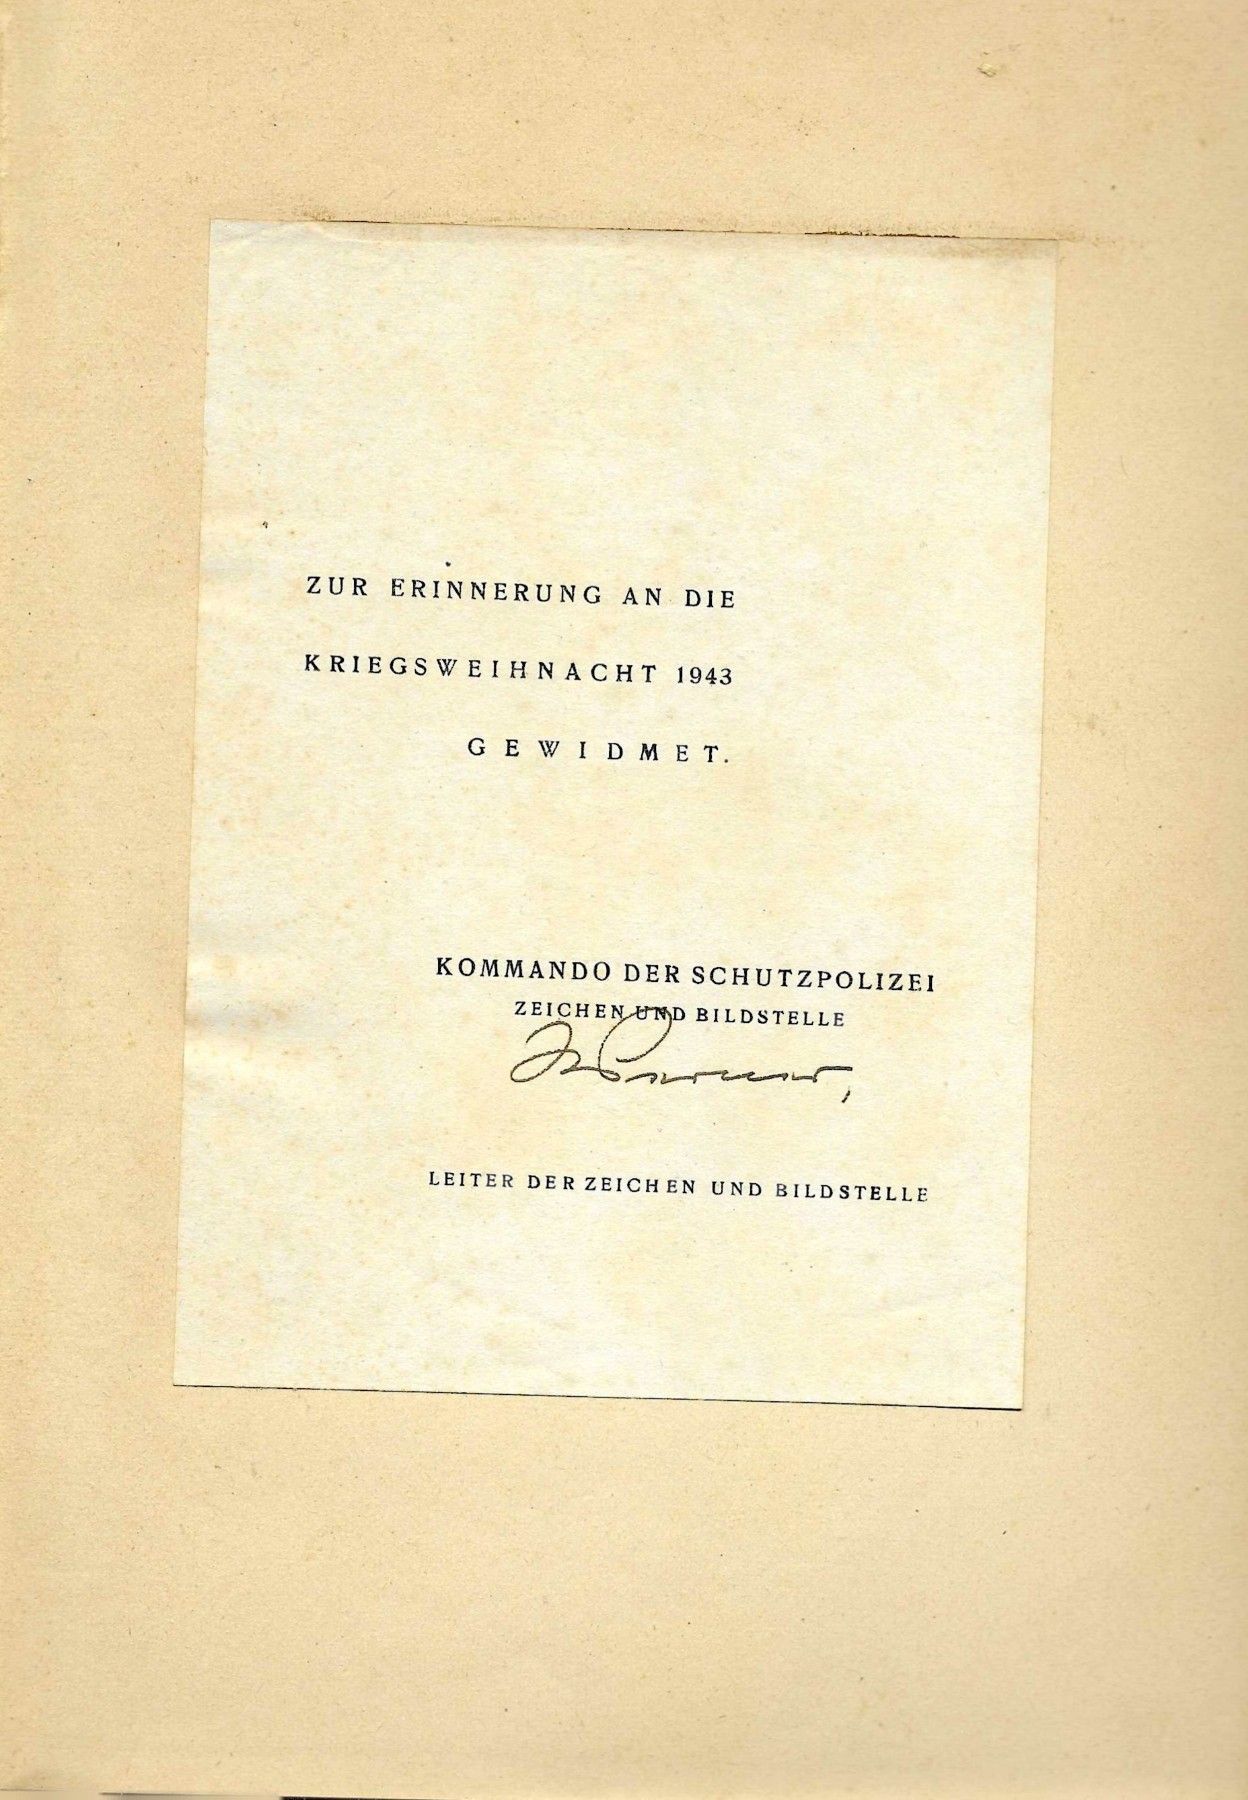 ZUR ERINNERUNG AN DIE
KRIEGSWEIHNACHT 1943
GEWIDMET.
KOMMANDO DER SCHUTZPOLIZEI
ZEICHEN UND BILDSTELLE
LEITER DER ZEICHEN UND BILDSTELLE